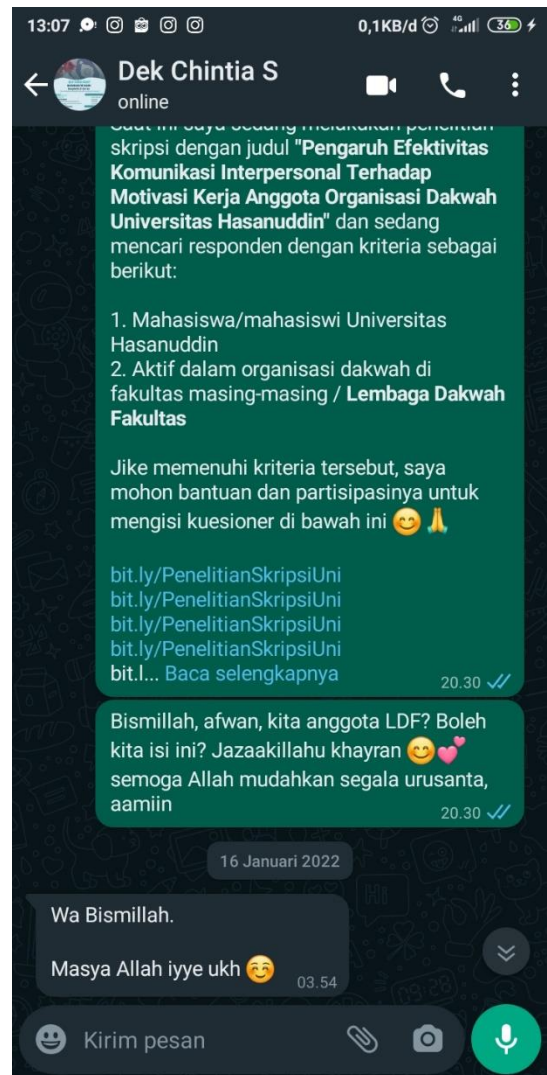 13:07 0,1KB/d 4G 36
Dek Chintia S
online
skripsi dengan judul "Pengaruh Efektivitas
Komunikasi Interpersonal Terhadap
Motivasi Kerja Anggota Organisasi Dakwah
Universitas Hasanuddin" dan sedang
mencari responden dengan kriteria sebagai
berikut:
1. Mahasiswa/mahasiswi Universitas
Hasanuddin
2. Aktif dalam organisasi dakwah di
fakultas masing-masing / Lembaga Dakwah
Fakultas
Jike memenuhi kriteria tersebut, saya
mohon bantuan dan partisipasinya untuk
mengisi kuesioner di bawah ini 😊🙏
bit.ly/PenelitianSkripsiUni
bit.ly/PenelitianSkripsiUni
bit.ly/PenelitianSkripsiUni
bit.ly/PenelitianSkripsiUni
bit.l... Baca selengkapnya
20.30
Bismillah, afwan, kita anggota LDF? Boleh
kita isi ini? Jazaakillahu khayran 😊💕
semoga Allah mudahkan segala urusanta,
aamiin
20.30
16 Januari 2022
Wa Bismillah.
Masya Allah iyye ukh ☺️
03.54
Kirim pesan